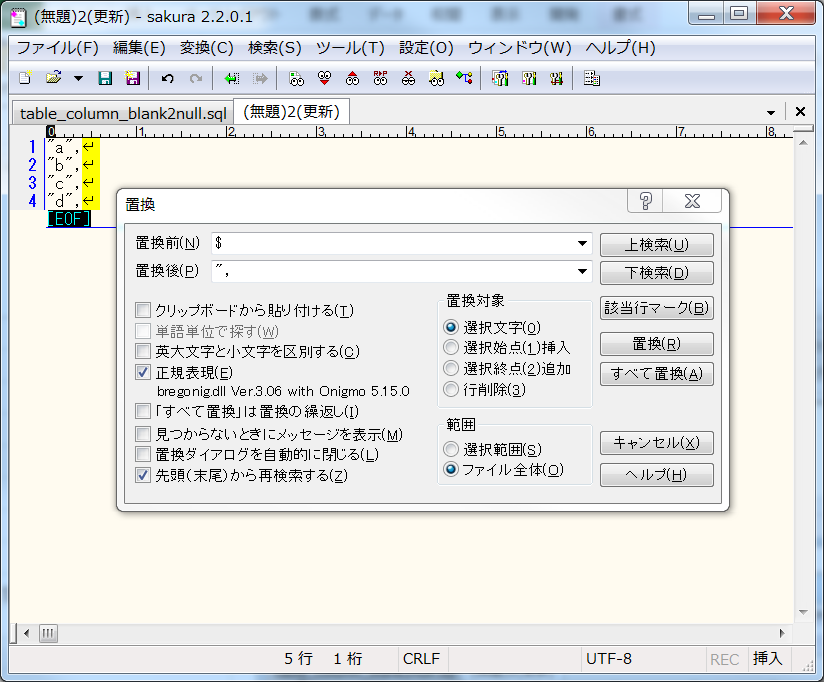 (無題)2(更新) - sakura 2.2.0.1
ファイル(F) 編集(E) 変換(C) 検索(S) ツール(T) 設定(O) ウィンドウ(W) ヘルプ(H)
table_column_blank2null.sql (無題)2(更新)
0 1 2 3 4 5 6 7 8
1 "a",↵
2 "b",↵
3 "c",↵
4 "d",↵
[EOF]
置換
置換前(N) $ 上検索(U)
置換後(P) ", 下検索(D)
クリップボードから貼り付ける(T)
単語単位で探す(W)
英大文字と小文字を区別する(C)
正規表現(E)
bregonig.dll Ver.3.06 with Onigmo 5.15.0
「すべて置換」は置換の繰返し(I)
見つからないときにメッセージを表示(M)
置換ダイアログを自動的に閉じる(L)
先頭(末尾)から再検索する(Z)
置換対象
選択文字(0)
選択始点(1)挿入
選択終点(2)追加
行削除(3)
範囲
選択範囲(S)
ファイル全体(O)
該当行マーク(B)
置換(R)
すべて置換(A)
キャンセル(X)
ヘルプ(H)
5 行 1 桁 CRLF UTF-8 REC 挿入